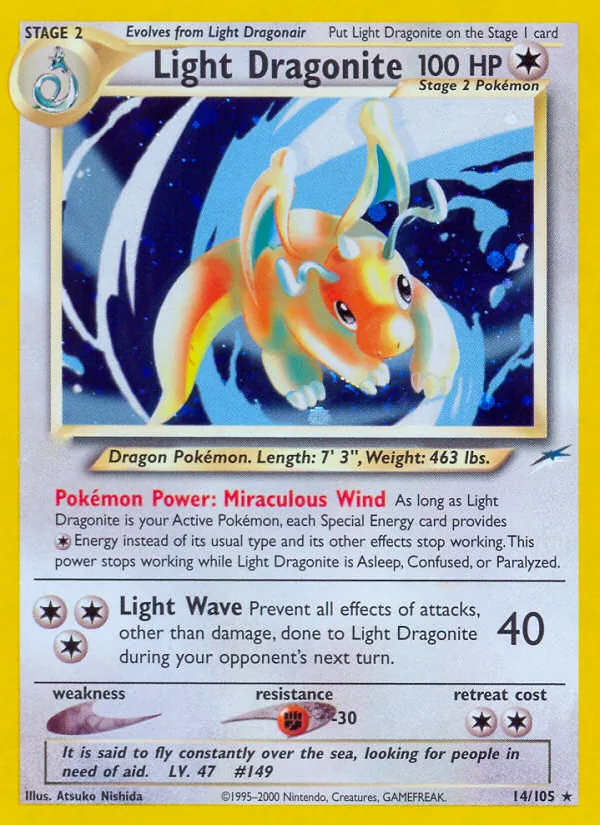 STAGE 2 Evolves from Light Dragonair Put Light Dragonite on the Stage 1 card
Light Dragonite 100 HP
Stage 2 Pokémon
Dragon Pokémon. Length: 7' 3", Weight: 463 lbs.
Pokémon Power: Miraculous Wind As long as Light
Dragonite is your Active Pokémon, each Special Energy card provides
Energy instead of its usual type and its other effects stop working. This
power stops working while Light Dragonite is Asleep, Confused, or Paralyzed.
Light Wave Prevent all effects of attacks,
other than damage, done to Light Dragonite
during your opponent's next turn.
40
weakness resistance retreat cost
-30
It is said to fly constantly over the sea, looking for people in
need of aid. LV. 47 #149
Illus. Atsuko Nishida ©1995-2000 Nintendo, Creatures, GAMEFREAK. 14/105 ★